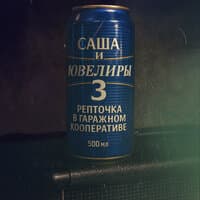 САША
И
ЮВЕЛИРЫ
3
РЕПТОЧКА
В ГАРАЖНОМ
КООПЕРАТИВЕ
500 МЛ